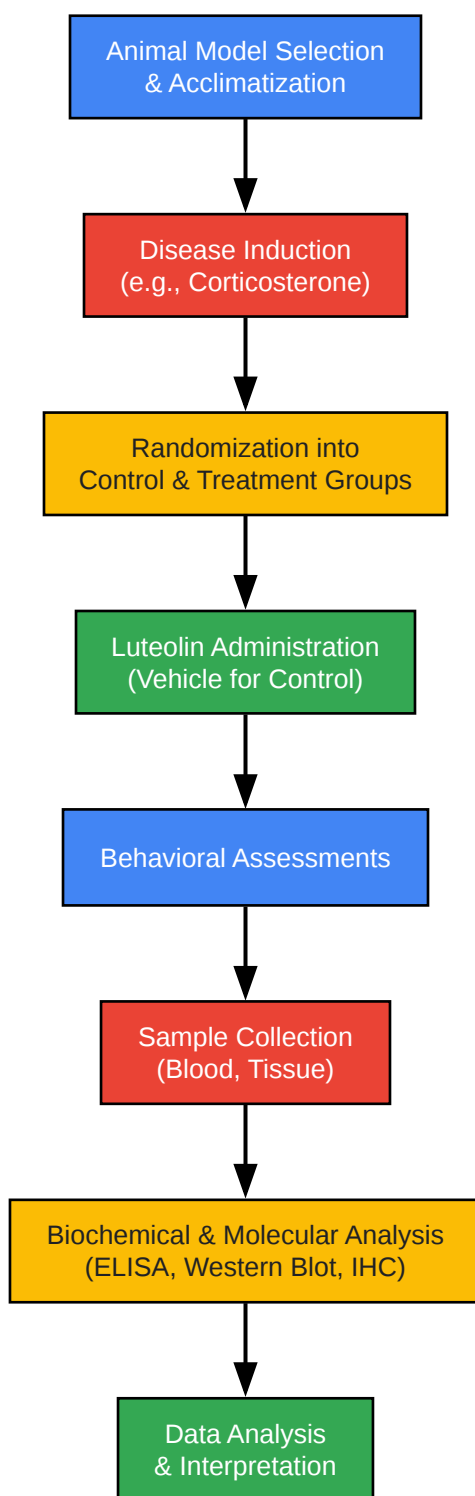 Animal Model Selection
& Acclimatization
Disease Induction
(e.g., Corticosterone)
Randomization into
Control & Treatment Groups
Luteolin Administration
(Vehicle for Control)
Behavioral Assessments
Sample Collection
(Blood, Tissue)
Biochemical & Molecular Analysis
(ELISA, Western Blot, IHC)
Data Analysis
& Interpretation